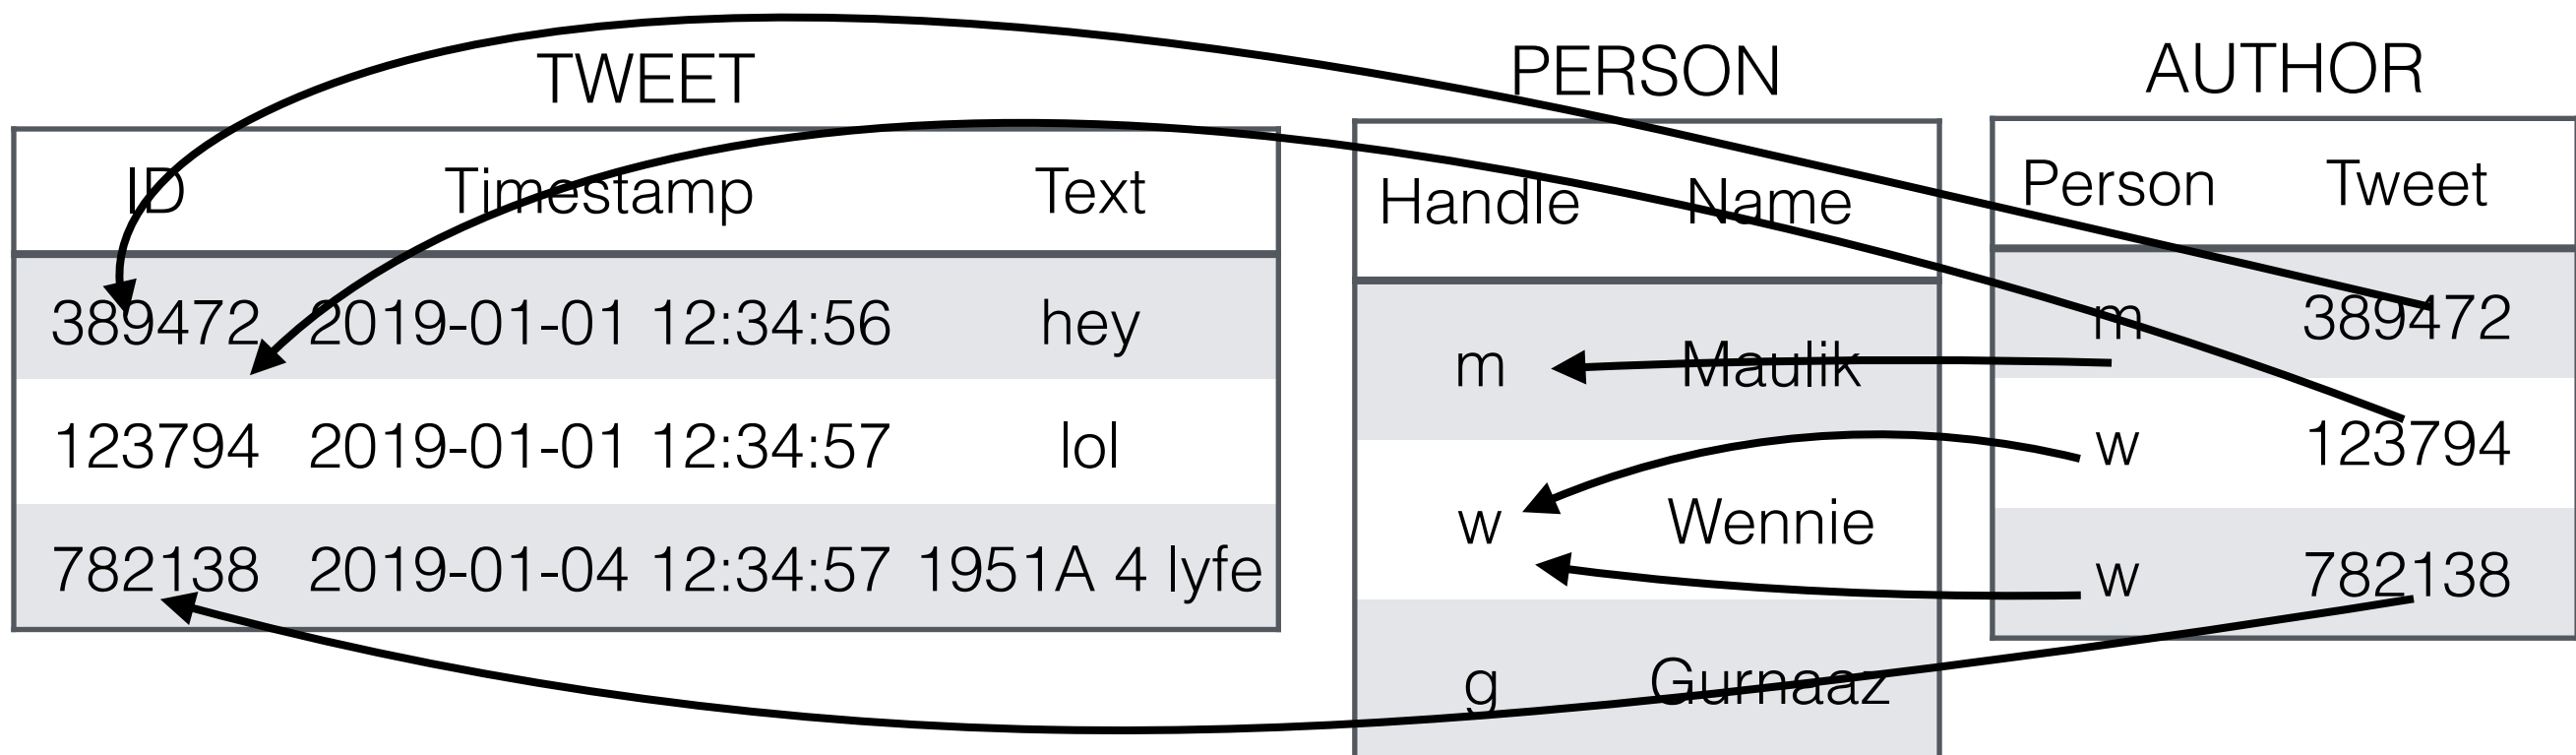 TWEET
ID Timestamp Text
389472 2019-01-01 12:34:56 hey
123794 2019-01-01 12:34:57 lol
782138 2019-01-04 12:34:57 1951A 4 lyfe
PERSON
Handle Name
m Maulik
w Wennie
g Gurnaaz
AUTHOR
Person Tweet
m 389472
w 123794
w 782138